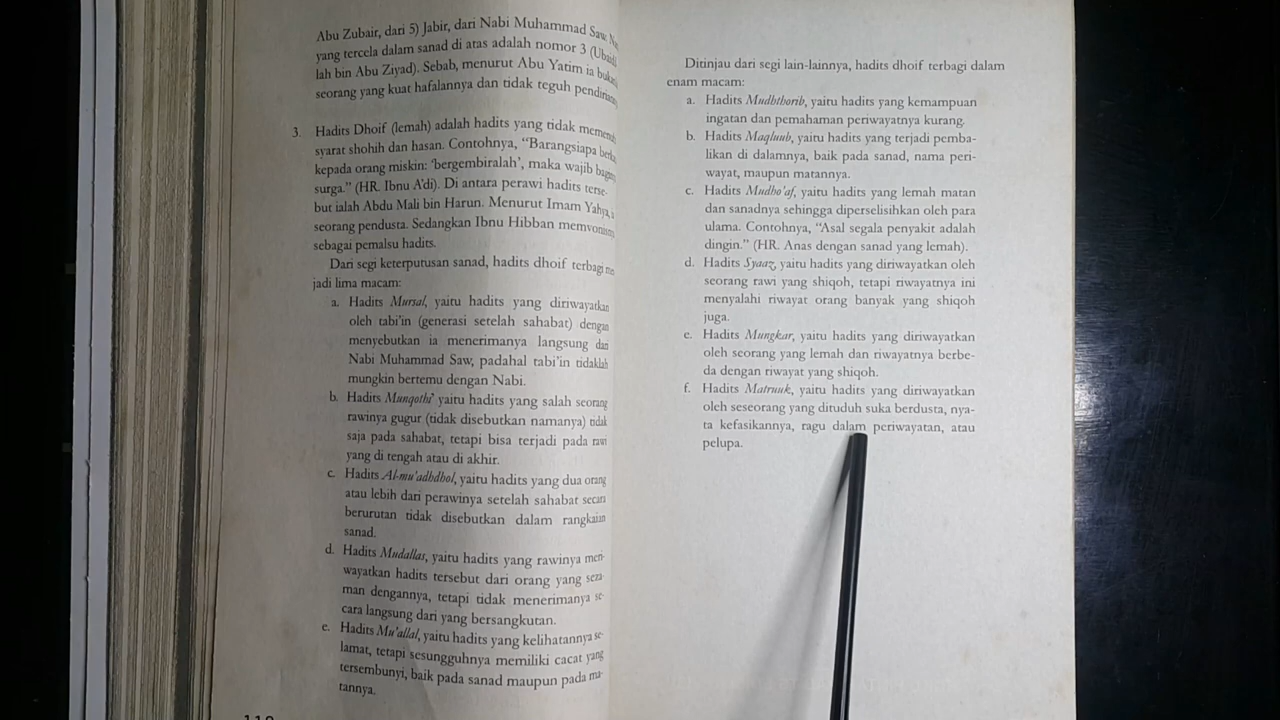 Abu Zubair, dari 5) Jabir, dari Nabi Muhammad Saw.
yang tercela dalam sanad di atas adalah nomor 3
lah bin Abu Ziyad). Sebab, menurut Abu Yatim ia
seorang yang kuat hafalannya dan tidak teguh
3. Hadits Dhoif (lemah) adalah hadits yang tidak
syarat shohih dan hasan. Contohnya, “Barangsiapa
kepada orang miskin: ‘bergembiralah’, maka wajib
surga.” (HR. Ibnu A’di). Di antara perawi hadits terse-
but ialah Abdu Mali bin Harun. Menurut Imam Yahya,
seorang pendusta. Sedangkan Ibnu Hibban memvonis
sebagai pemalsu hadits.
Dari segi keterputusan sanad, hadits dhoif terbagi
jadi lima macam:
a. Hadits Mursal, yaitu hadits yang diriwayatkan
oleh tabi’in (generasi setelah sahabat) dengan
menyebutkan ia menerimanya langsung dari
Nabi Muhammad Saw, padahal tabi’in tidaklah
mungkin bertemu dengan Nabi.
b. Hadits Munqothi’ yaitu hadits yang salah seorang
rawinya gugur (tidak disebutkan namanya) tidak
saja pada sahabat, tetapi bisa terjadi pada rawi
yang di tengah atau di akhir.
c. Hadits Al-mu’adhdhol, yaitu hadits yang dua orang
atau lebih dari perawinya setelah sahabat secara
berurutan tidak disebutkan dalam rangkaian
sanad.
d. Hadits Mudallas, yaitu hadits yang rawinya men-
wayatkan hadits tersebut dari orang yang seza-
man dengannya, tetapi tidak menerimanya se-
cara langsung dari yang bersangkutan.
e. Hadits Mu’allal, yaitu hadits yang kelihatannya se-
lamat, tetapi sesungguhnya memiliki cacat yang
tersembunyi, baik pada sanad maupun pada ma-
tannya.
Ditinjau dari segi lain-lainnya, hadits dhoif terbagi dalam
enam macam:
a. Hadits Mudhthorib, yaitu hadits yang kemampuan
ingatan dan pemahaman periwayatnya kurang.
b. Hadits Maqluub, yaitu hadits yang terjadi pemba-
likan di dalamnya, baik pada sanad, nama peri-
wayat, maupun matannya.
c. Hadits Mudho’af, yaitu hadits yang lemah matan
dan sanadnya sehingga diperselisihkan oleh para
ulama. Contohnya, “Asal segala penyakit adalah
dingin.” (HR. Anas dengan sanad yang lemah).
d. Hadits Syaaz, yaitu hadits yang diriwayatkan oleh
seorang rawi yang shiqoh, tetapi riwayatnya ini
menyalahi riwayat orang banyak yang shiqoh
juga.
e. Hadits Mungkar, yaitu hadits yang diriwayatkan
oleh seorang yang lemah dan riwayatnya berbe-
da dengan riwayat yang shiqoh.
f. Hadits Matruuk, yaitu hadits yang diriwayatkan
oleh seseorang yang dituduh suka berdusta, nya-
ta kefasikannya, ragu dalam periwayatan, atau
pelupa.